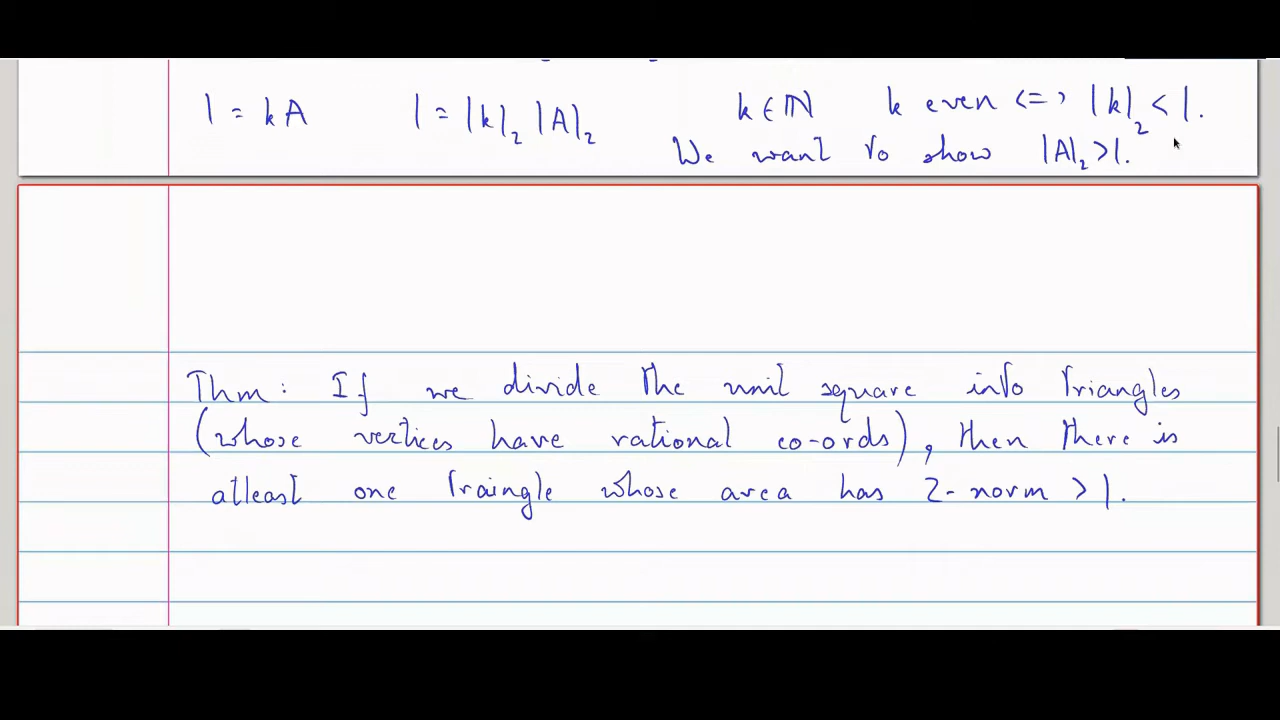 1 = kA 1 = |k|₂ |A|₂ k ∈ ℕ k even <=> |k|₂ < 1.
We want to show |A|₂ > 1.
Thm: If we divide the unit square into triangles
(whose vertices have rational co-ords), then there is
atleast one traingle whose area has 2-norm > 1.